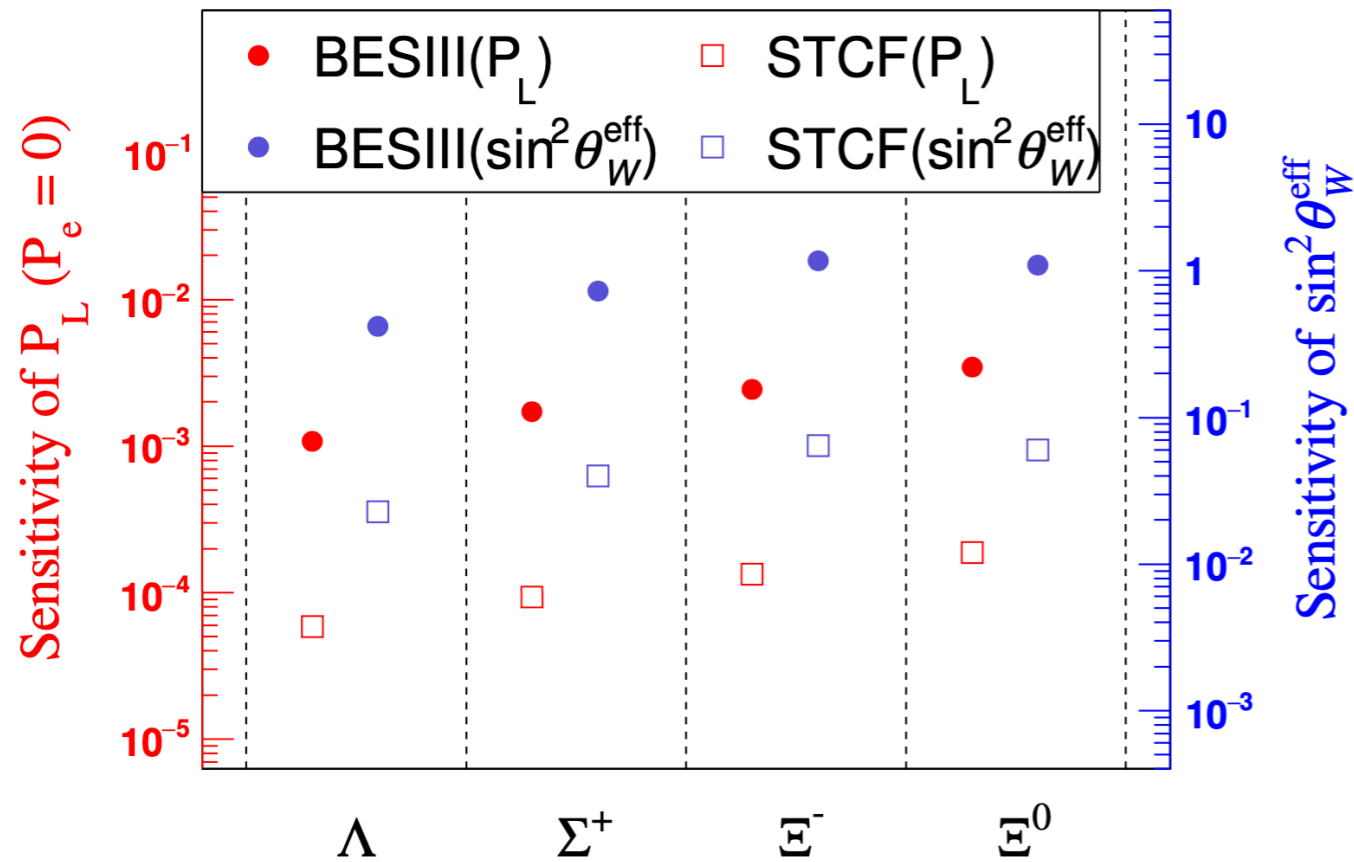 BESIII(P_L) STCF(P_L)
BESIII(sin²θ_W^eff) STCF(sin²θ_W^eff)
Sensitivity of P_L (P_e = 0)
10⁻¹
10⁻²
10⁻³
10⁻⁴
10⁻⁵
10
1
10⁻¹
10⁻²
10⁻³
Sensitivity of sin²θ_W^eff
Λ Σ⁺ Ξ⁻ Ξ⁰